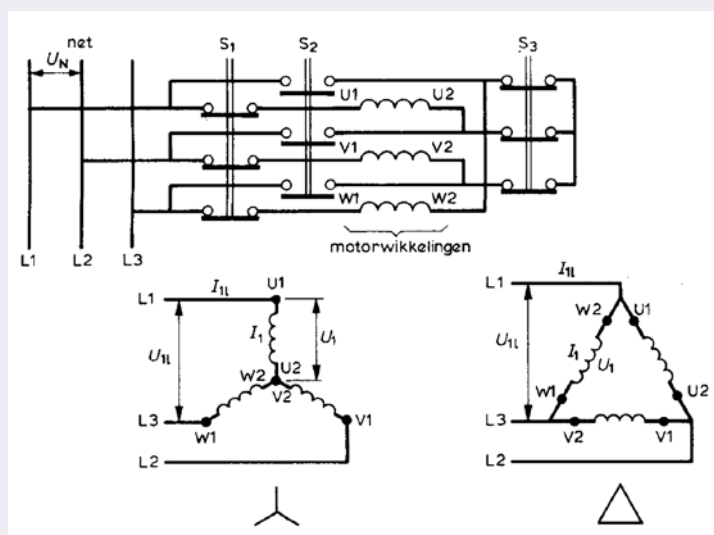 net
S1 S2 S3
UN
U1 U2
V1 V2
W1 W2
motorwikkelingen
L1 L2 L3
L1 I1l U1
U1l I1 U1
W2 U2
V2
L3 W1 V1
L2
I1l
L1
W2 U1
U1l I1 U1
W1 U2
L3 V2 V1
L2